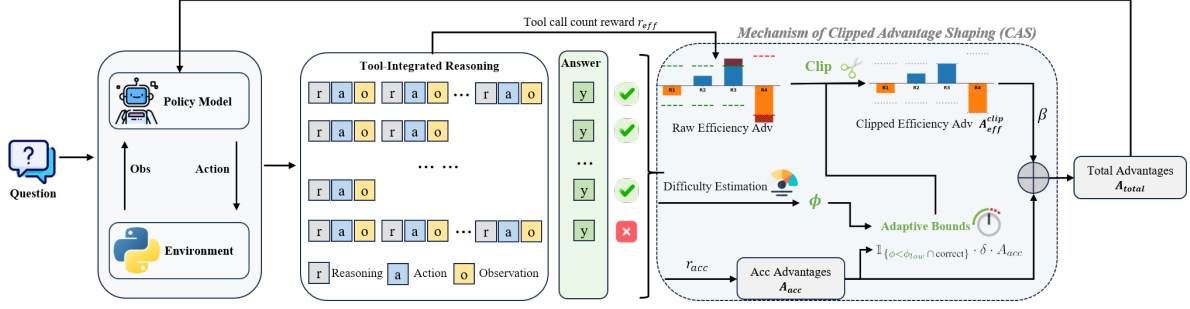 Tool call count reward r_eff
Mechanism of Clipped Advantage Shaping (CAS)
Policy Model
Obs
Action
Environment
?
Question
Tool-Integrated Reasoning
r a o r a o ... r a o
r a o r a o
... ...
r a o
r a o r a o ... r a o
r Reasoning a Action o Observation
Answer
y
y
...
y
y
R1 R2 R3 R4
Raw Efficiency Adv
Clip
R1 R2 R3 R4
Clipped Efficiency Adv A_eff^clip
β
Difficulty Estimation
ϕ
Adaptive Bounds
𝟙_{ϕ<ϕ_low ∩ correct} · δ · A_acc
r_acc
Acc Advantages
A_acc
Total Advantages
A_total